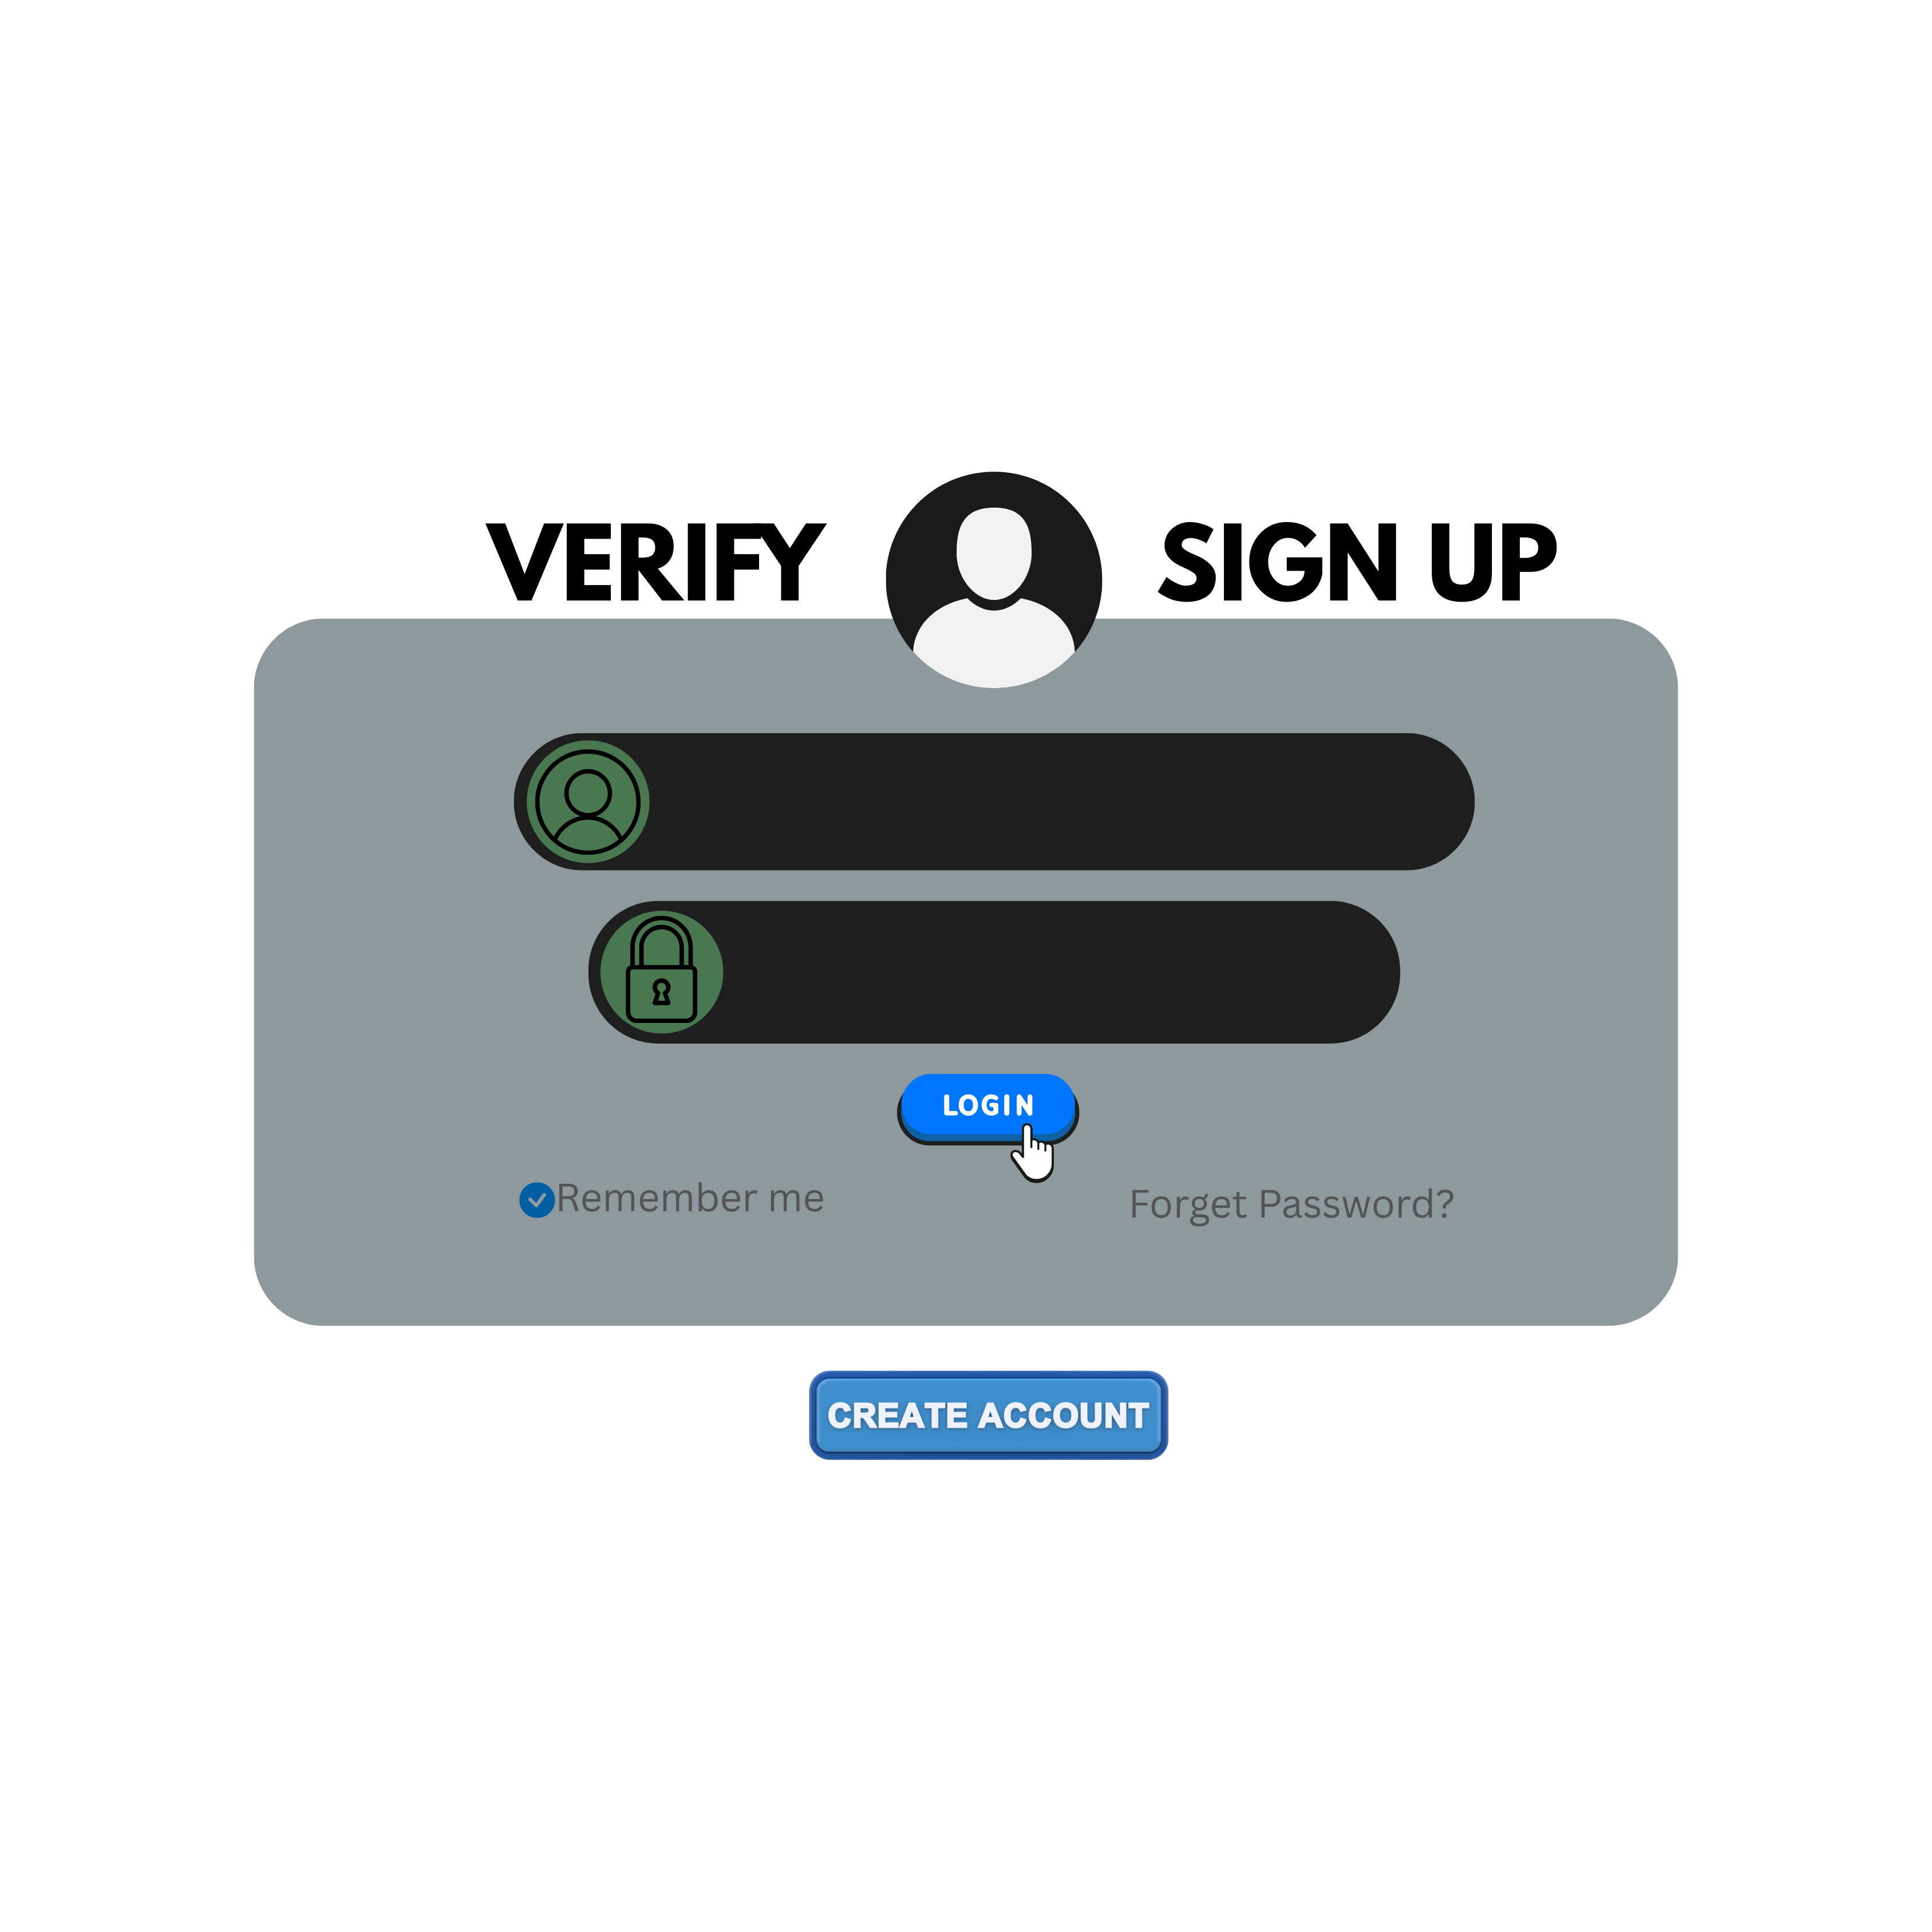 VERIFY
SIGN UP
LOGIN
Remember me
Forget Password?
CREATE ACCOUNT